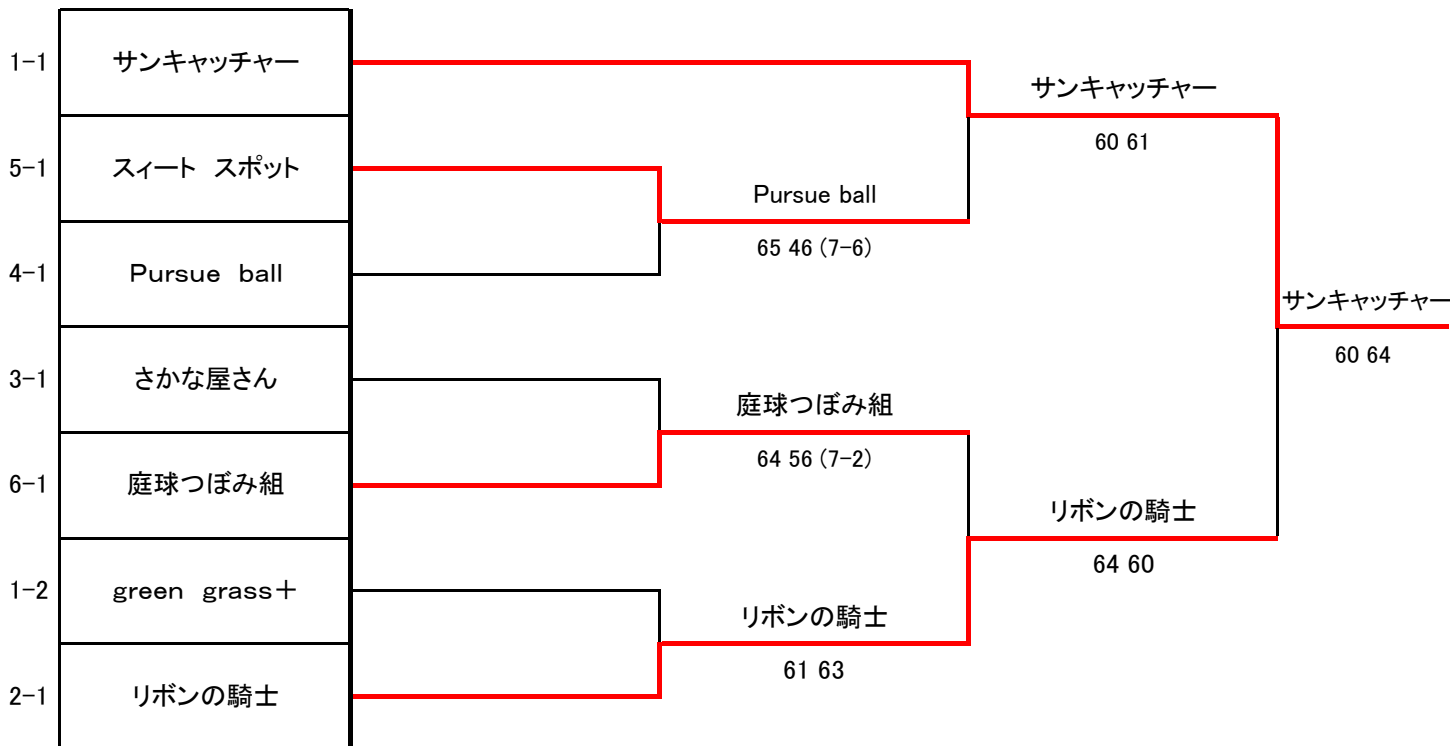 1-1 サンキャッチャー
サンキャッチャー
60 61
5-1 スィート　スポット
Pursue ball
65 46 (7-6)
4-1 Ｐｕｒｓｕｅ　ｂａｌｌ
サンキャッチャー
60 64
3-1 さかな屋さん
庭球つぼみ組
64 56 (7-2)
6-1 庭球つぼみ組
リボンの騎士
64 60
1-2 ｇｒｅｅｎ　ｇｒａｓｓ＋
リボンの騎士
61 63
2-1 リボンの騎士